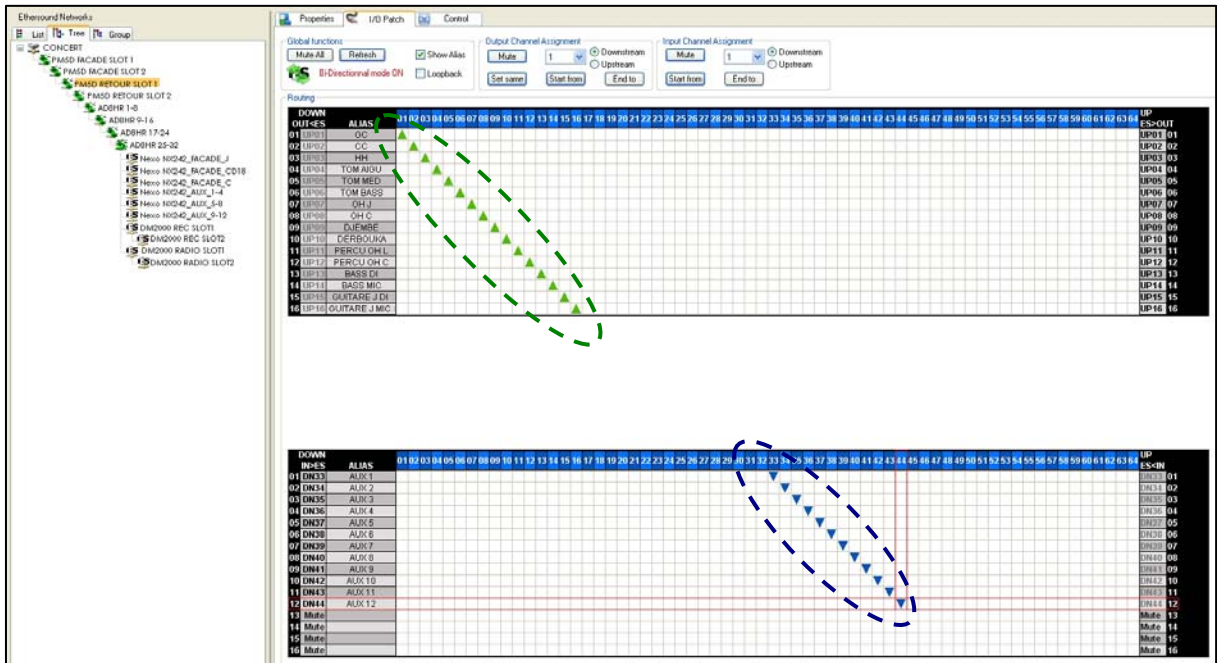 Ethersound Networks
List Tree Group
CONCERT
PM5D FACADE SLOT 1
PM5D FACADE SLOT 2
PM5D RETOUR SLOT 1
PM5D RETOUR SLOT 2
AD8HR 1-8
AD8HR 9-16
AD8HR 17-24
AD8HR 25-32
Nexo NX242_FACADE_J
Nexo NX242_FACADE_CD18
Nexo NX242_FACADE_C
Nexo NX242_AUX_1-4
Nexo NX242_AUX_5-8
Nexo NX242_AUX_9-12
DM2000 REC SLOT1
DM2000 REC SLOT2
DM2000 RADIO SLOT1
DM2000 RADIO SLOT2
Properties I/O Patch Control
Global functions
Mute All Refresh Show Alias
Bi-Directionnal mode ON Loopback
Output Channel Assignment
Mute 1 Downstream
Upstream
Set same Start from End to
Input Channel Assignment
Mute 1 Downstream
Upstream
Start from End to
Routing
DOWN UP
OUT<ES ALIAS 01 02 03 04 05 06 07 08 09 10 11 12 13 14 15 16 17 18 19 20 21 22 23 24 25 26 27 28 29 30 31 32 33 34 35 36 37 38 39 40 41 42 43 44 45 46 47 48 49 50 51 52 53 54 55 56 57 58 59 60 61 62 63 64 ES>OUT
01 UP01 OC UP01 01
02 UP02 CC UP02 02
03 UP03 HH UP03 03
04 UP04 TOM AIGU UP04 04
05 UP05 TOM MED UP05 05
06 UP06 TOM BASS UP06 06
07 UP07 OH J UP07 07
08 UP08 OH C UP08 08
09 UP09 DJEMBE UP09 09
10 UP10 DERBOUKA UP10 10
11 UP11 PERCU OH L UP11 11
12 UP12 PERCU OH C UP12 12
13 UP13 BASS DI UP13 13
14 UP14 BASS MIC UP14 14
15 UP15 GUITARE J DI UP15 15
16 UP16 GUITARE J MIC UP16 16
DOWN UP
IN>ES ALIAS 01 02 03 04 05 06 07 08 09 10 11 12 13 14 15 16 17 18 19 20 21 22 23 24 25 26 27 28 29 30 31 32 33 34 35 36 37 38 39 40 41 42 43 44 45 46 47 48 49 50 51 52 53 54 55 56 57 58 59 60 61 62 63 64 ES<IN
01 DN33 AUX 1 DN33 01
02 DN34 AUX 2 DN34 02
03 DN35 AUX 3 DN35 03
04 DN36 AUX 4 DN36 04
05 DN37 AUX 5 DN37 05
06 DN38 AUX 6 DN38 06
07 DN39 AUX 7 DN39 07
08 DN40 AUX 8 DN40 08
09 DN41 AUX 9 DN41 09
10 DN42 AUX 10 DN42 10
11 DN43 AUX 11 DN43 11
12 DN44 AUX 12 DN44 12
13 Mute Mute 13
14 Mute Mute 14
15 Mute Mute 15
16 Mute Mute 16